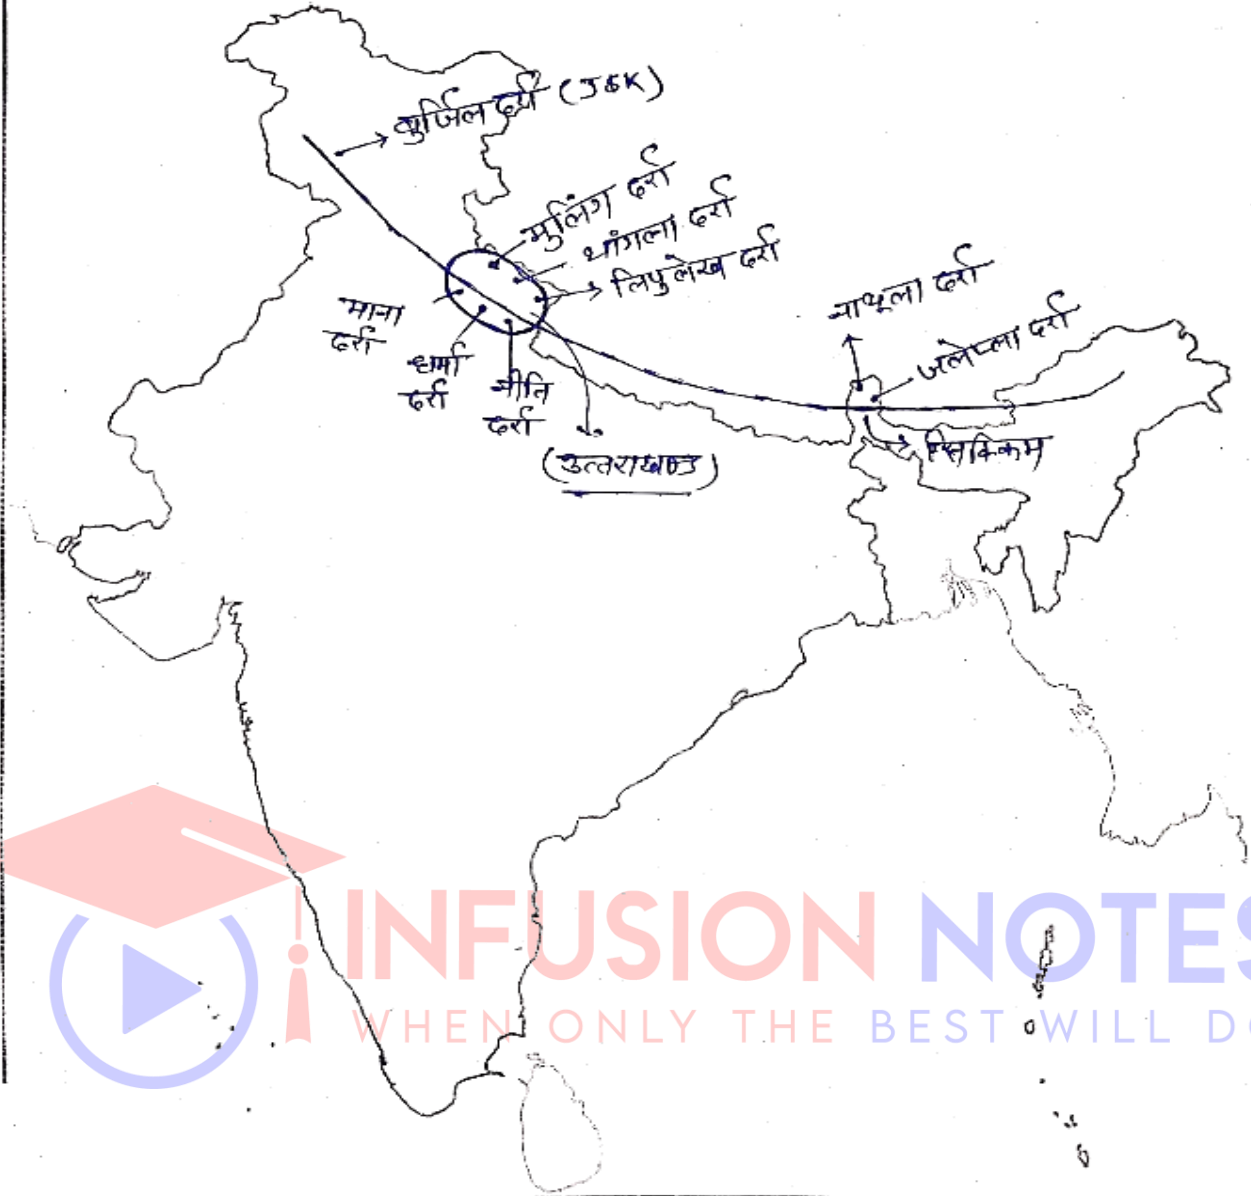 बुर्जिल दर्रा (J&K)
मुलिंग दर्रा
थांगला दर्रा
लिपुलेख दर्रा
माना
दर्रा
धर्मा
दर्रा
नीति
दर्रा
(उत्तराखण्ड)
नाथूला दर्रा
जलेप्ला दर्रा
सिक्किम
INFUSION NOTES
WHEN ONLY THE BEST WILL DO